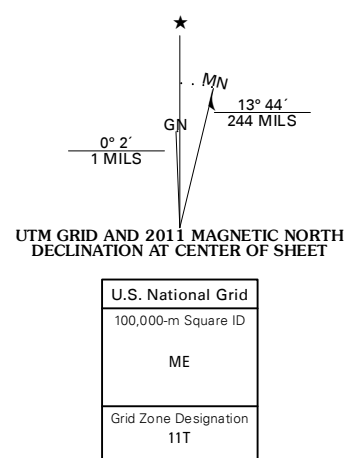 MN
GN
13° 44´
244 MILS
0° 2´
1 MILS
UTM GRID AND 2011 MAGNETIC NORTH
DECLINATION AT CENTER OF SHEET
U.S. National Grid
100,000-m Square ID
ME
Grid Zone Designation
11T